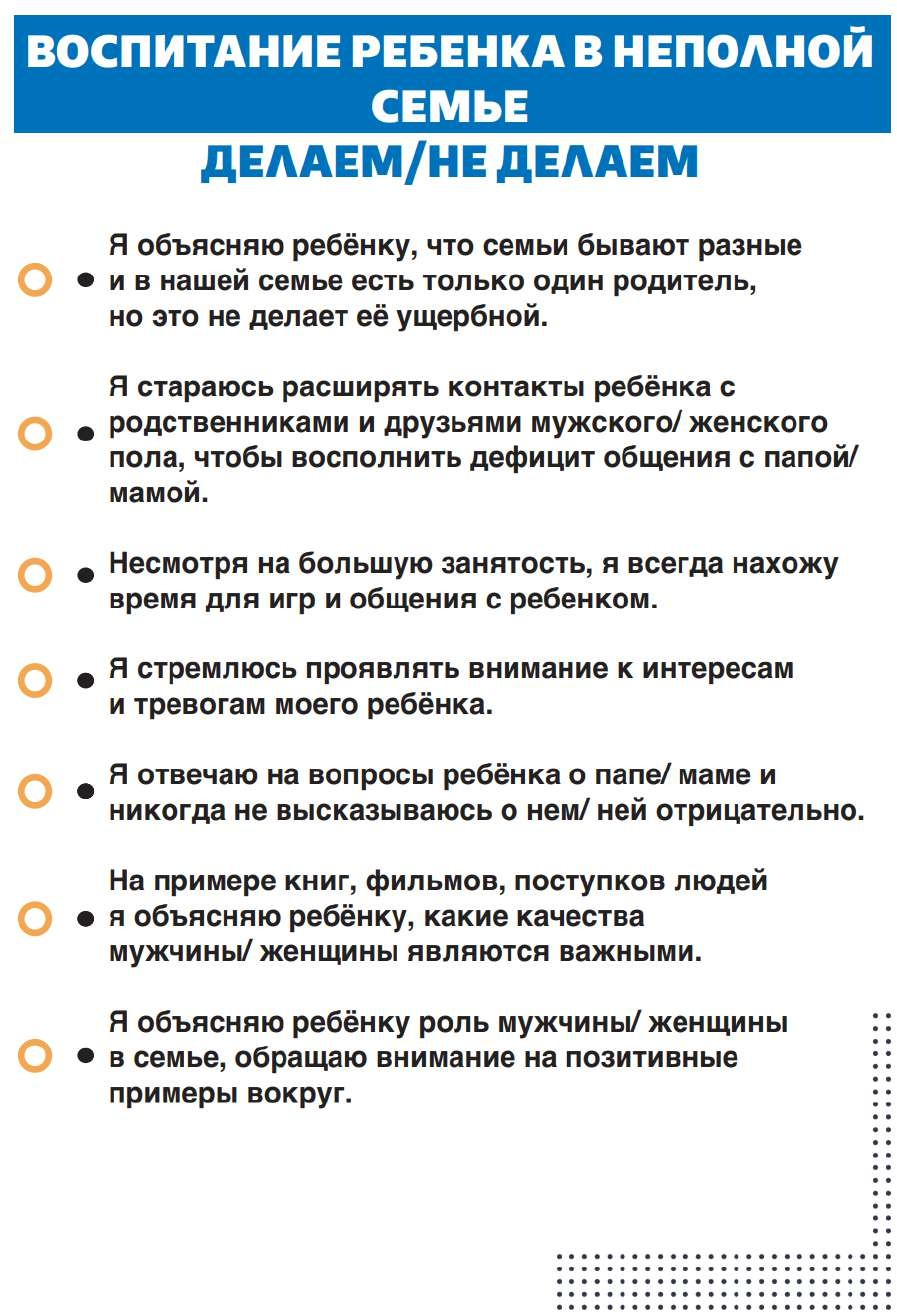 ВОСПИТАНИЕ РЕБЕНКА В НЕПОЛНОЙ
СЕМЬЕ
ДЕЛАЕМ/НЕ ДЕЛАЕМ
Я объясняю ребёнку, что семьи бывают разные
и в нашей семье есть только один родитель,
но это не делает её ущербной.
Я стараюсь расширять контакты ребёнка с
родственниками и друзьями мужского/ женского
пола, чтобы восполнить дефицит общения с папой/
мамой.
Несмотря на большую занятость, я всегда нахожу
время для игр и общения с ребенком.
Я стремлюсь проявлять внимание к интересам
и тревогам моего ребёнка.
Я отвечаю на вопросы ребёнка о папе/ маме и
никогда не высказываюсь о нем/ ней отрицательно.
На примере книг, фильмов, поступков людей
я объясняю ребёнку, какие качества
мужчины/ женщины являются важными.
Я объясняю ребёнку роль мужчины/ женщины
в семье, обращаю внимание на позитивные
примеры вокруг.